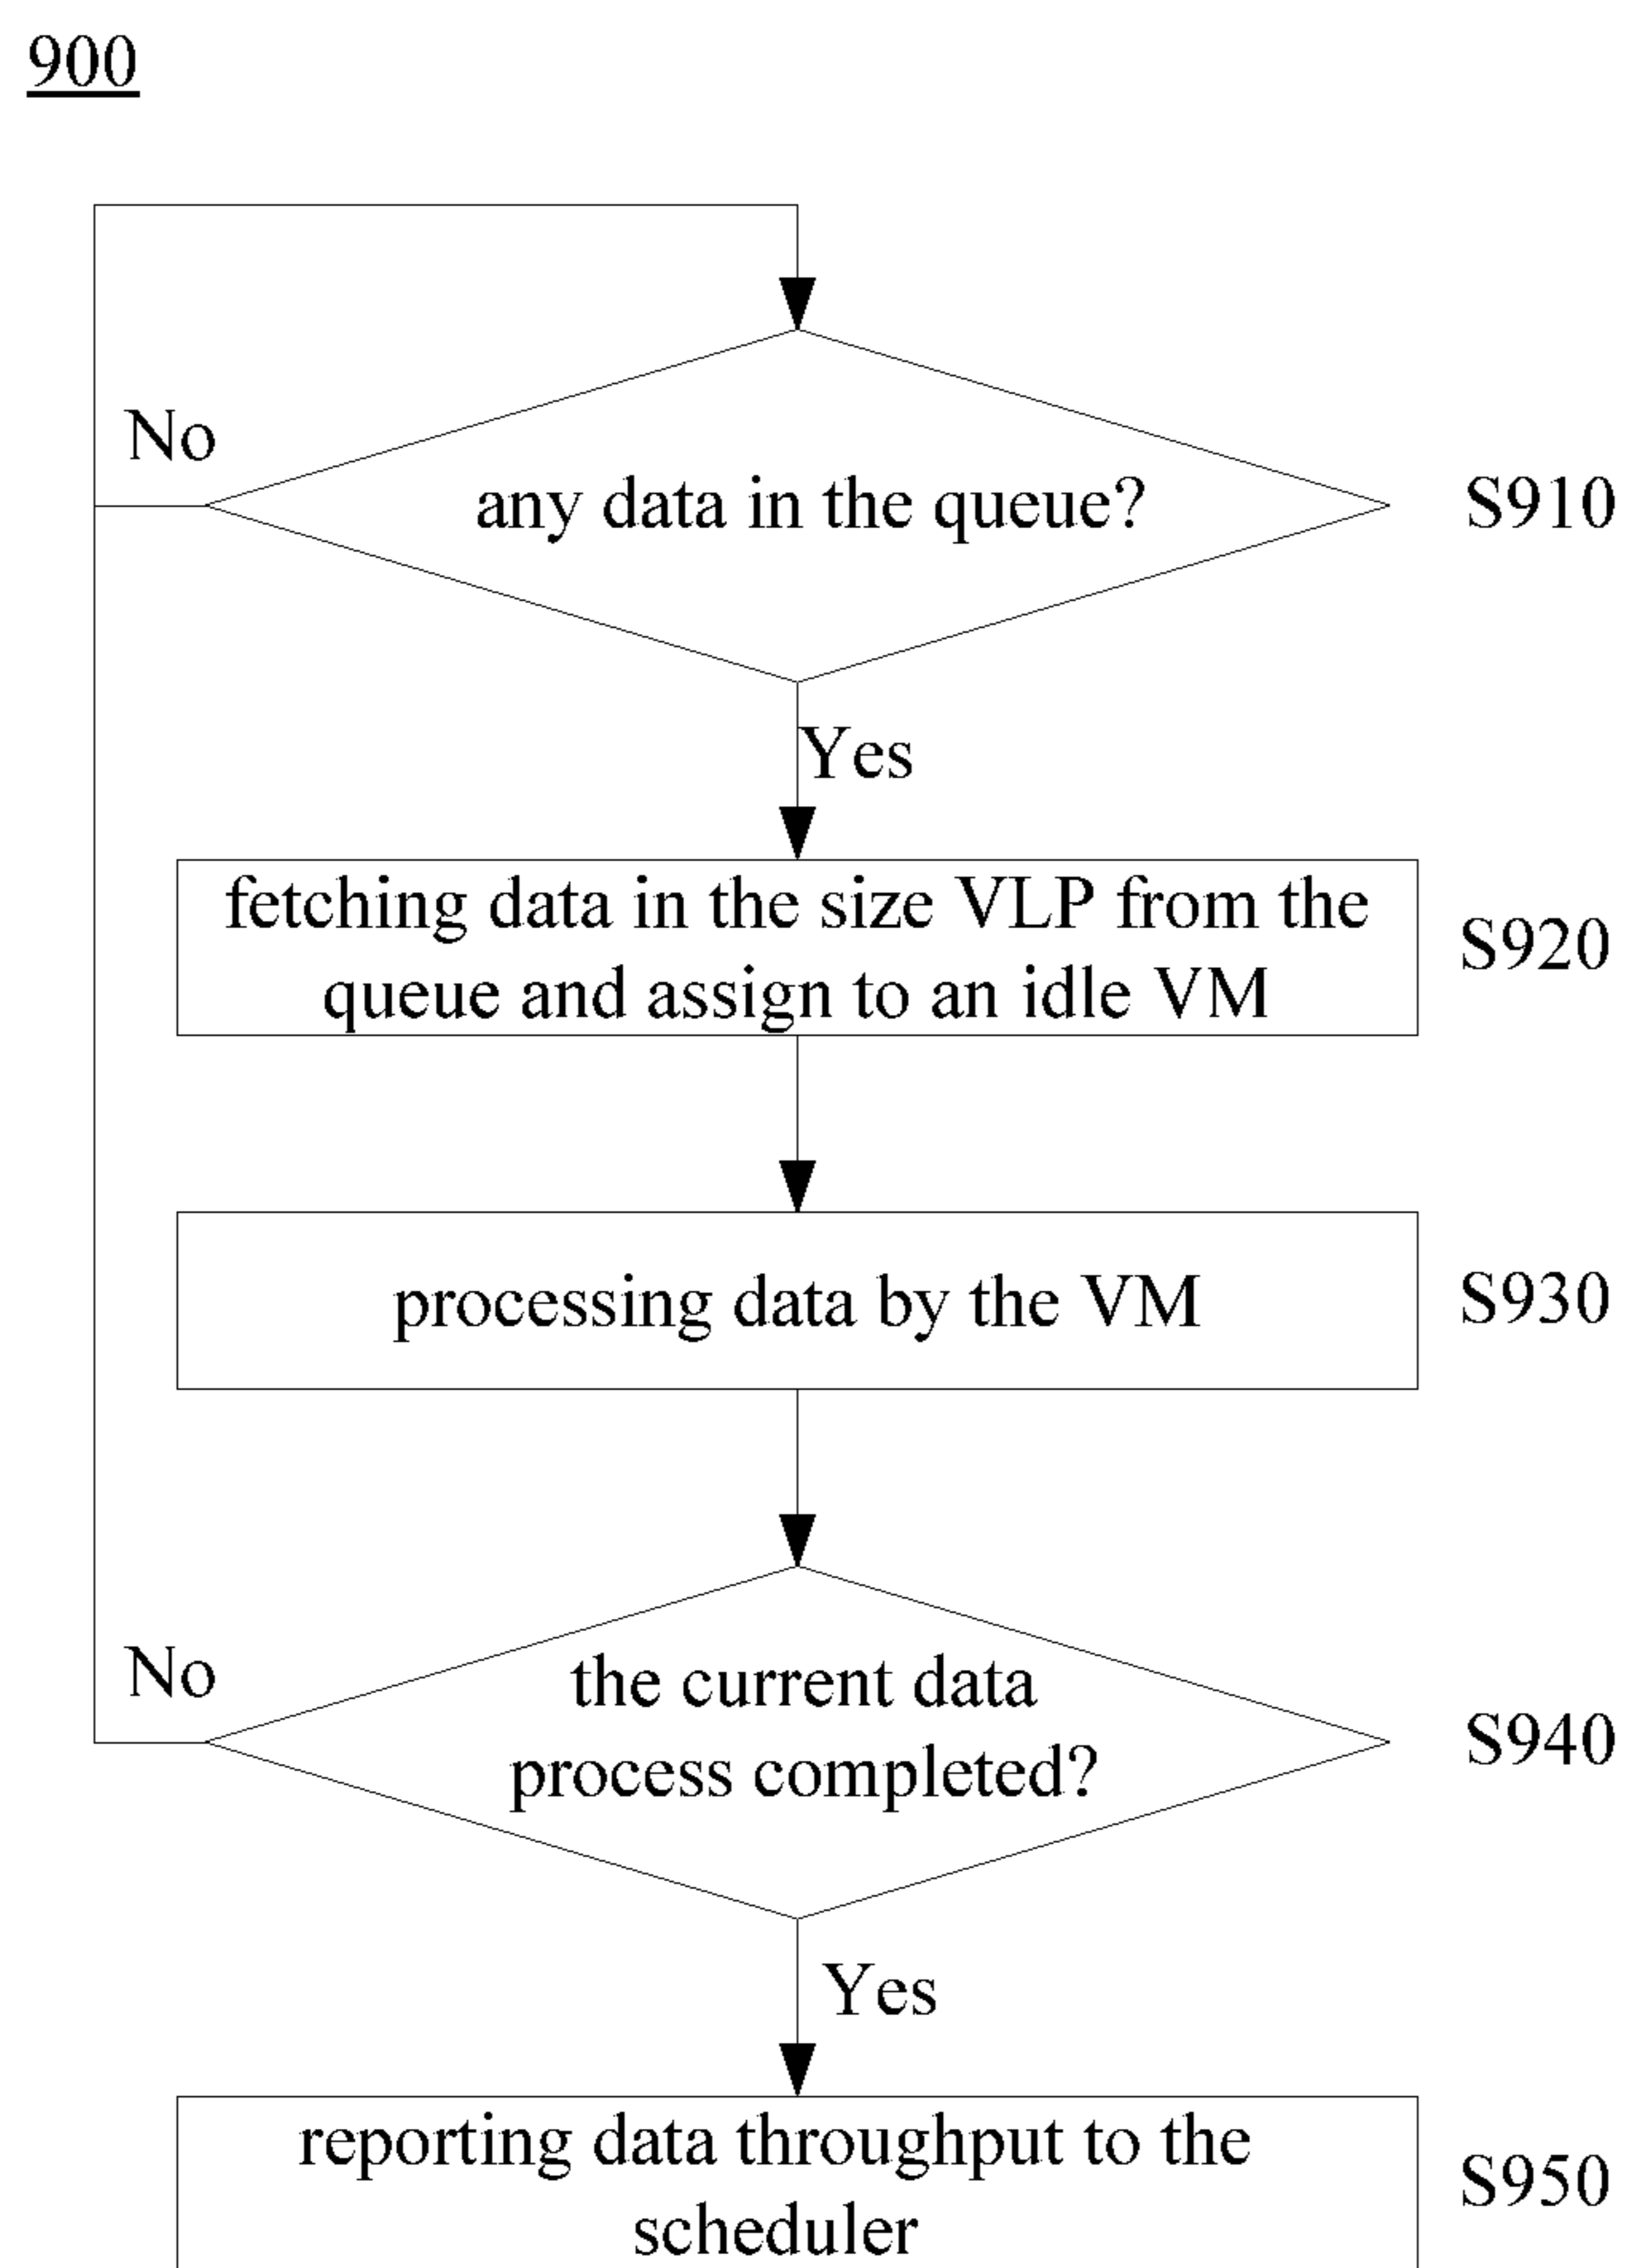 900
No
any data in the queue?
S910
Yes
fetching data in the size VLP from the
queue and assign to an idle VM
S920
processing data by the VM
S930
No
the current data
process completed?
S940
Yes
reporting data throughput to the
scheduler
S950